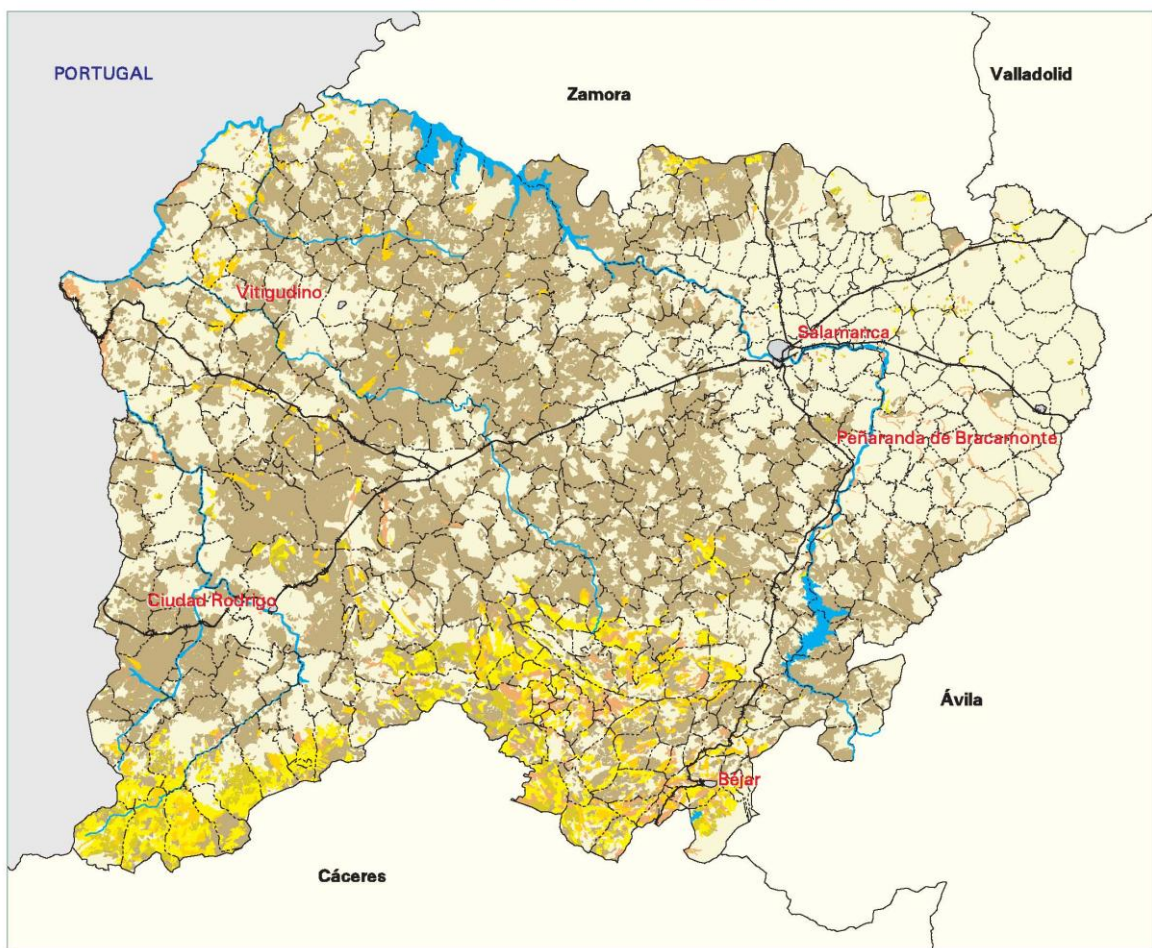 PORTUGAL
Valladolid
Zamora
Vitigudino
Salamanca
Peñaranda de Bracamonte
Ciudad Rodrigo
Ávila
Béjar
Cáceres